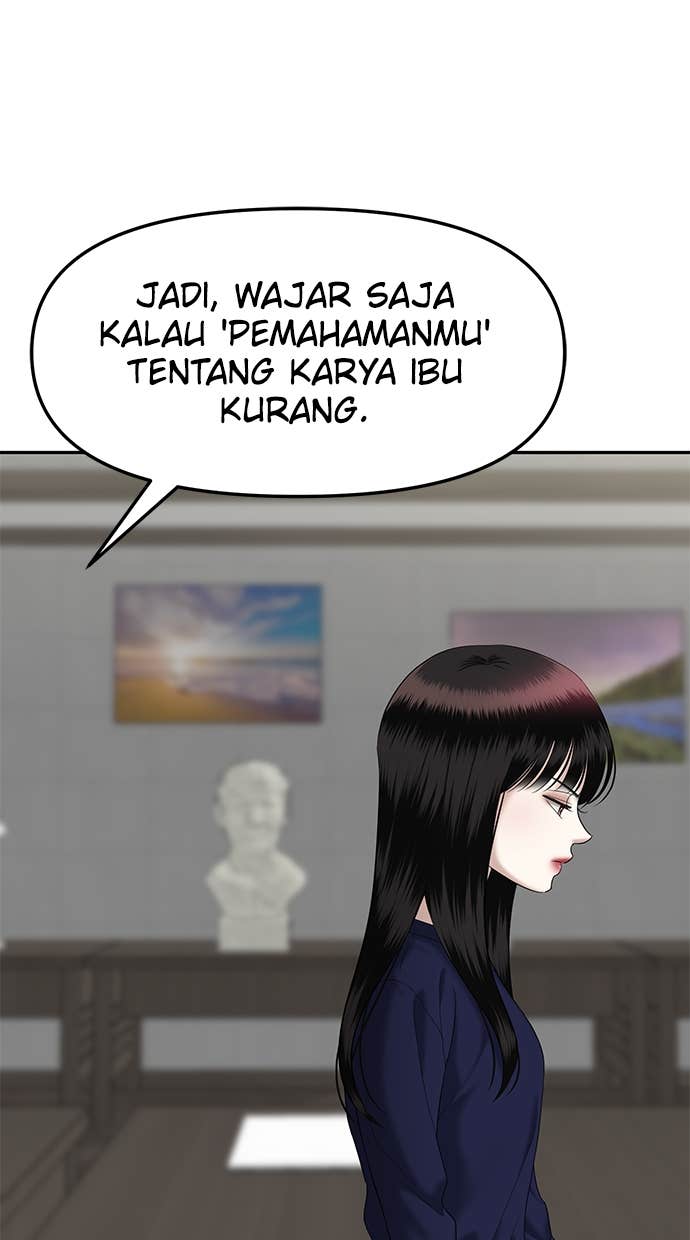 JADI, WAJAR SAJA
KALAU 'PEMAHAMANMU'
TENTANG KARYA IBU
KURANG.